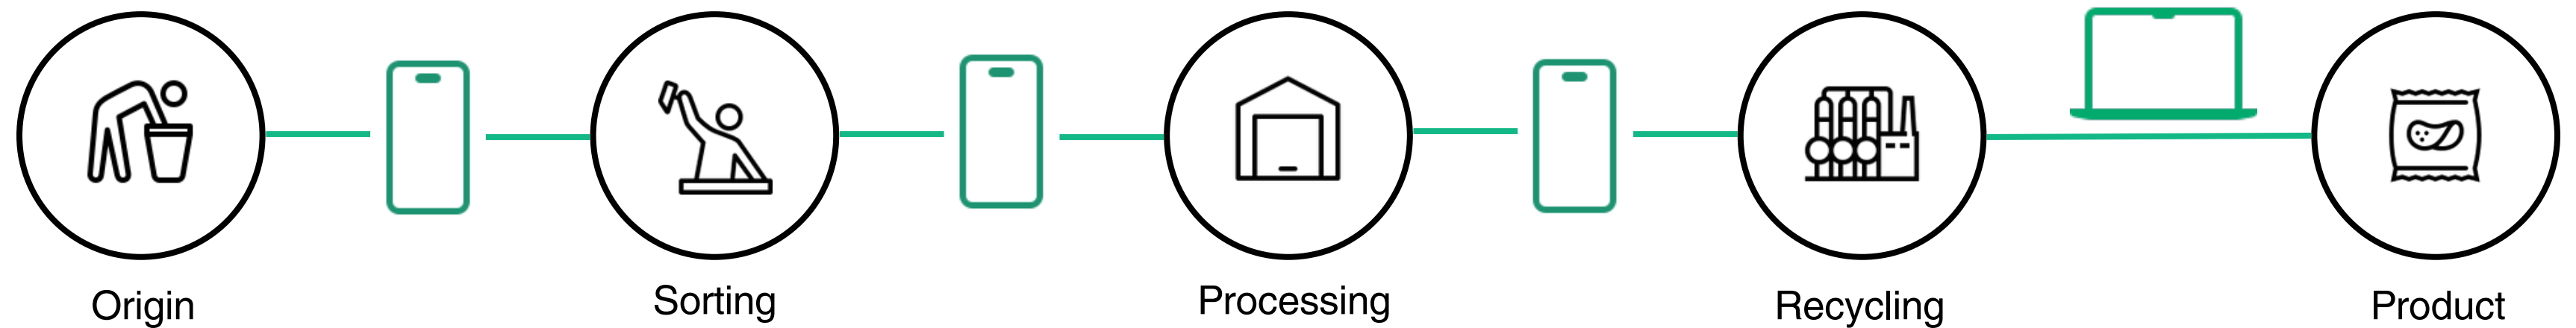 Origin
Sorting
Processing
Recycling
Product